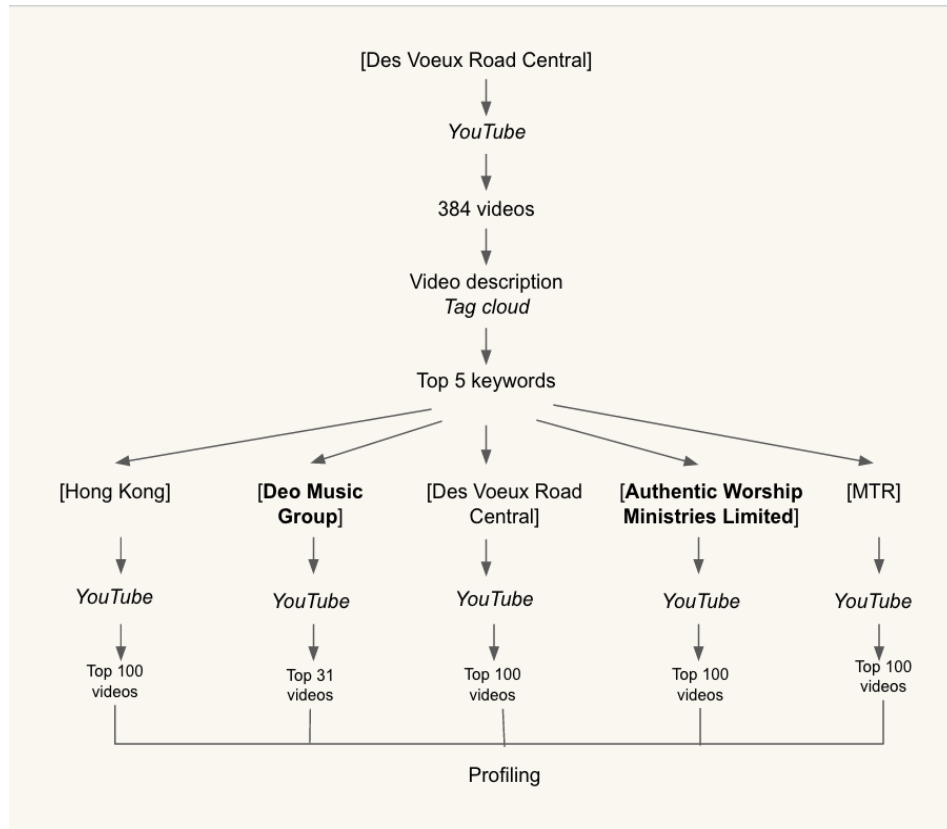 [Des Voeux Road Central]
YouTube
384 videos
Video description
Tag cloud
Top 5 keywords
[Hong Kong]
[Deo Music
Group]
[Des Voeux Road
Central]
[Authentic Worship
Ministries Limited]
[MTR]
YouTube
YouTube
YouTube
YouTube
YouTube
Top 100
videos
Top 31
videos
Top 100
videos
Top 100
videos
Top 100
videos
Profiling